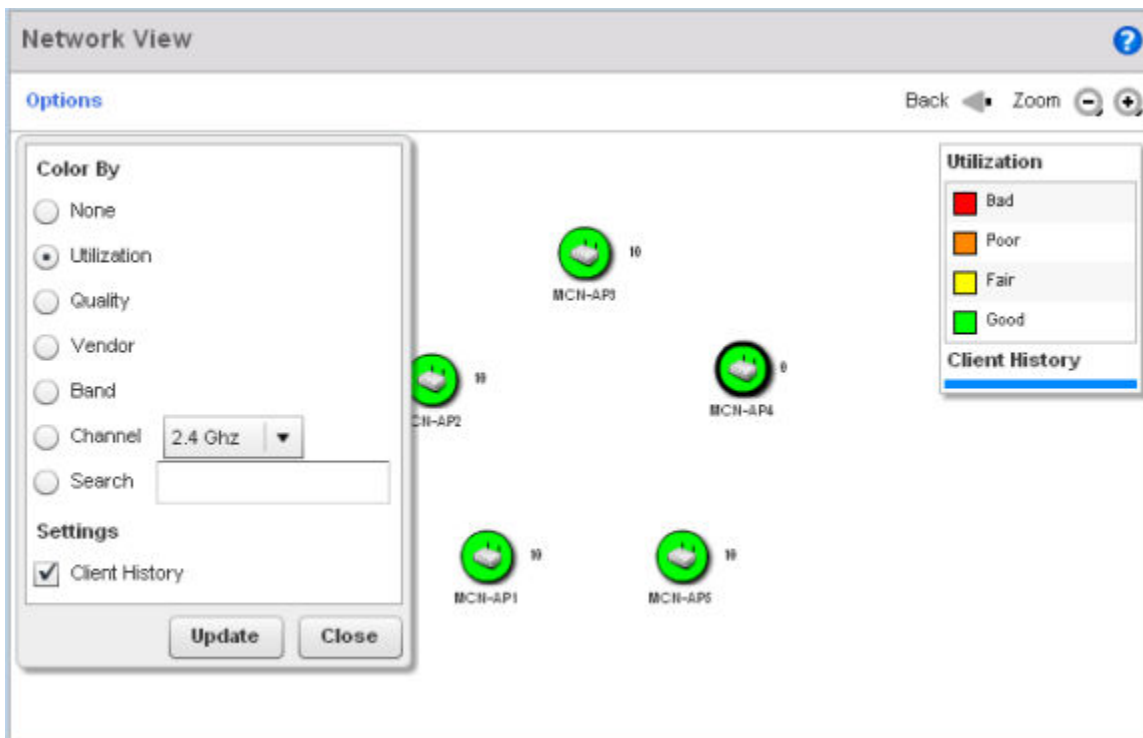 Network View
?
Options
Back Zoom
Color By
None
Utilization
Quality
Vendor
Band
Channel 2.4 Ghz
Search
Settings
Client History
Update Close
10
MCN-AP3
10
CN-AP2
0
MCN-AP4
10
MCN-AP1
10
MCN-AP5
Utilization
Bad
Poor
Fair
Good
Client History